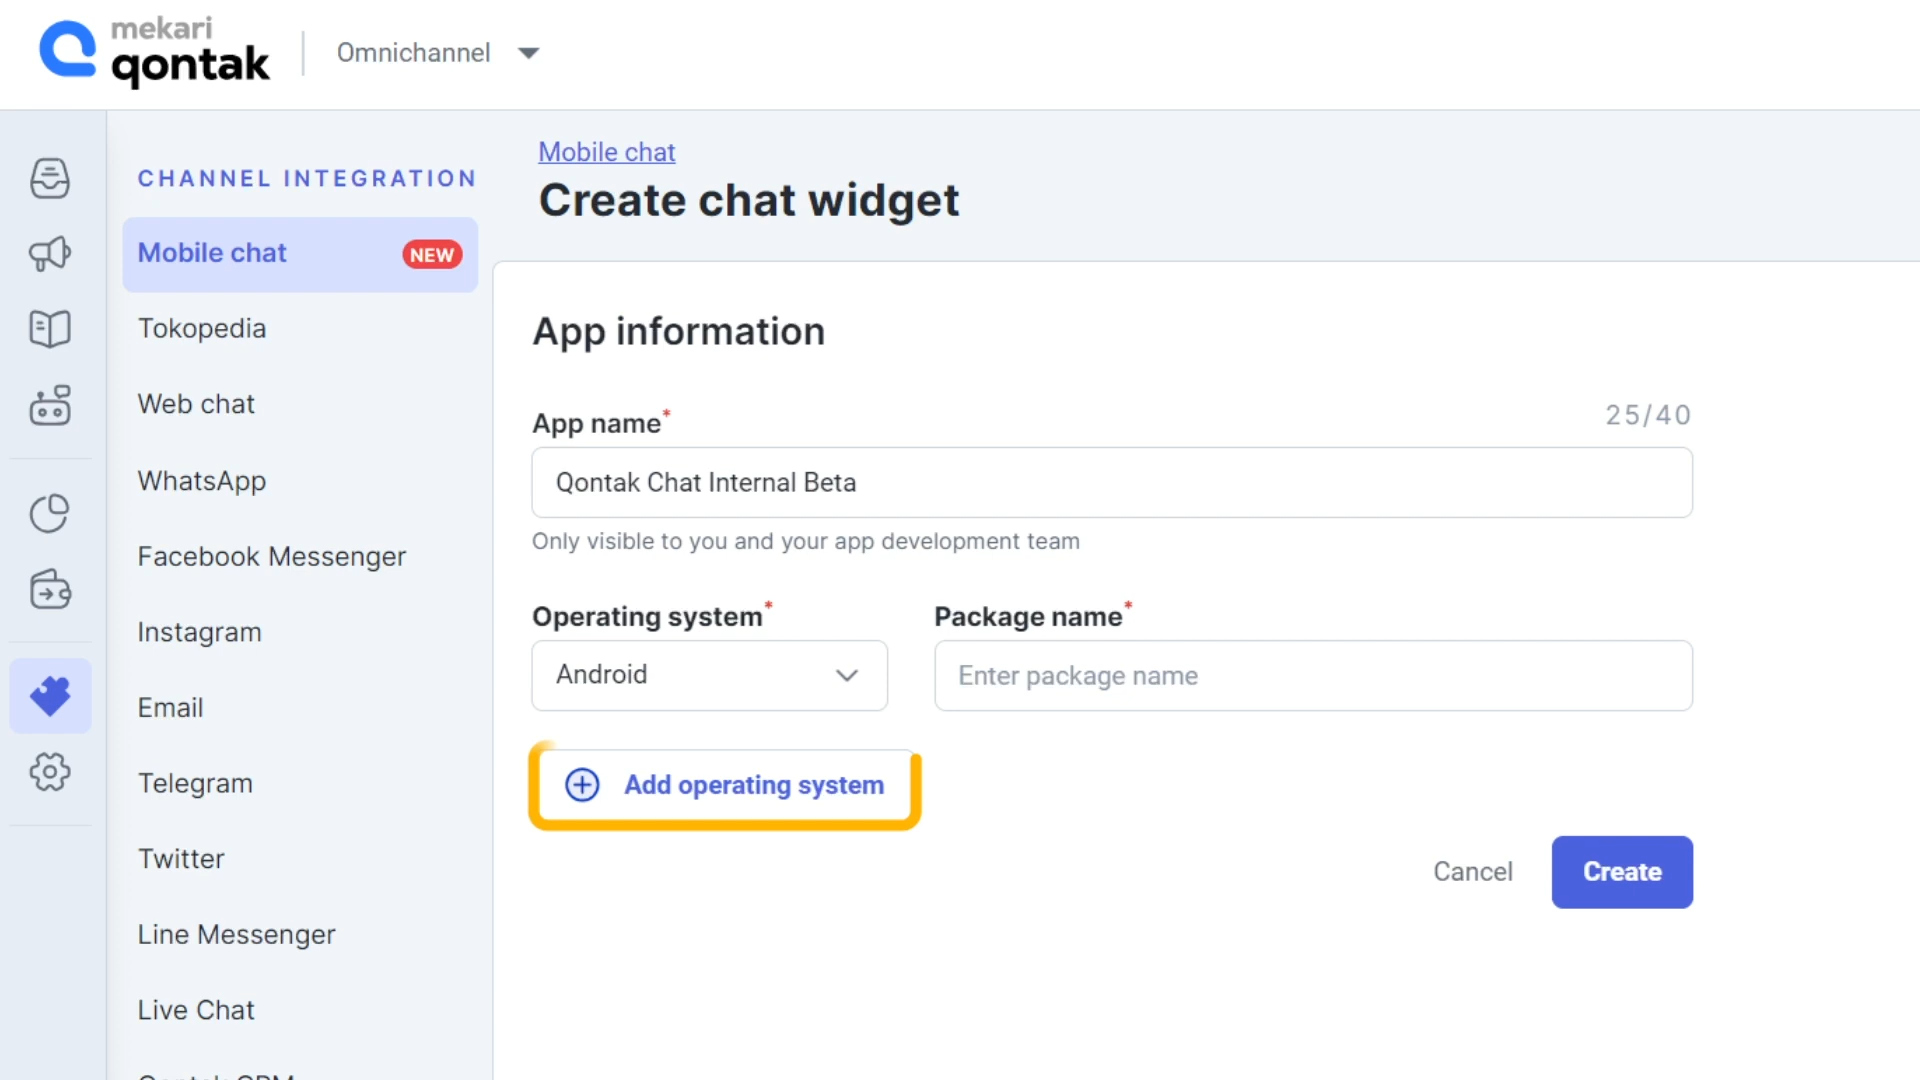 mekari
qontak
Omnichannel
CHANNEL INTEGRATION
Mobile chat
NEW
Tokopedia
Web chat
WhatsApp
Facebook Messenger
Instagram
Email
Telegram
Twitter
Line Messenger
Live Chat
Qontak CRM
Mobile chat
Create chat widget
App information
App name*
25/40
Qontak Chat Internal Beta
Only visible to you and your app development team
Operating system*
Package name*
Android
Enter package name
Add operating system
Cancel
Create